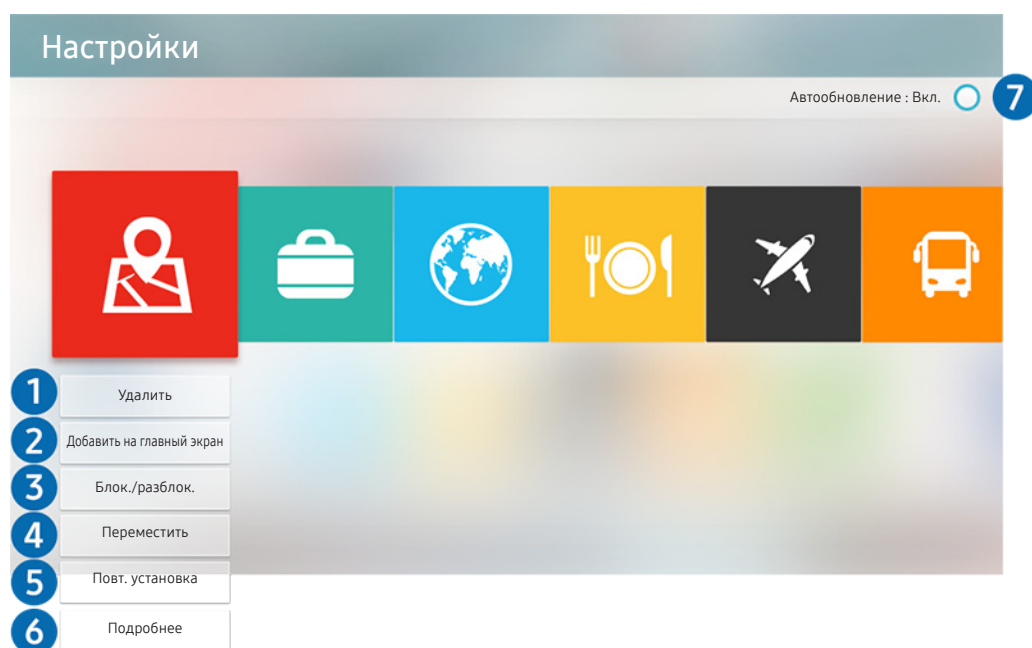 Настройки
Автообновление : Вкл. 7
1 Удалить
2 Добавить на главный экран
3 Блок./разблок.
4 Переместить
5 Повт. установка
6 Подробнее